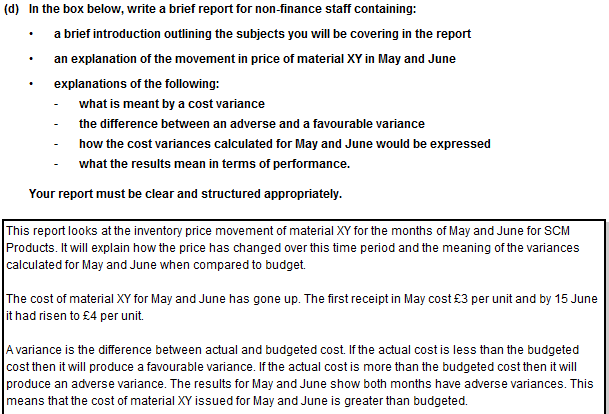 (d) In the box below, write a brief report for non-finance staff containing:
• a brief introduction outlining the subjects you will be covering in the report
• an explanation of the movement in price of material XY in May and June
• explanations of the following:
- what is meant by a cost variance
- the difference between an adverse and a favourable variance
- how the cost variances calculated for May and June would be expressed
- what the results mean in terms of performance.
Your report must be clear and structured appropriately.
This report looks at the inventory price movement of material XY for the months of May and June for SCM
Products. It will explain how the price has changed over this time period and the meaning of the variances
calculated for May and June when compared to budget.
The cost of material XY for May and June has gone up. The first receipt in May cost £3 per unit and by 15 June
it had risen to £4 per unit.
A variance is the difference between actual and budgeted cost. If the actual cost is less than the budgeted
cost then it will produce a favourable variance. If the actual cost is more than the budgeted cost then it will
produce an adverse variance. The results for May and June show both months have adverse variances. This
means that the cost of material XY issued for May and June is greater than budgeted.